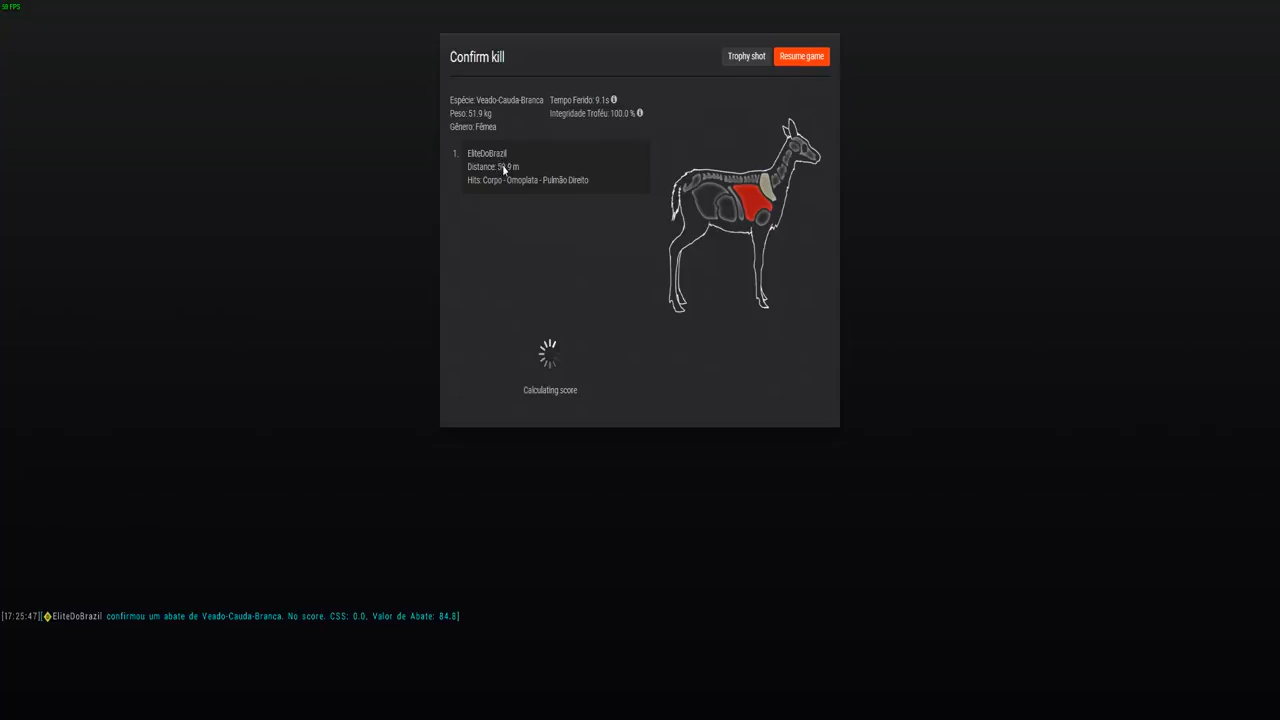 59 FPS
Confirm kill
Trophy shot
Resume game
Espécie: Veado-Cauda-Branca
Tempo Ferido: 9.1s
Peso: 51.9 kg
Integridade Troféu: 100.0 %
Gênero: Fêmea
1. EliteDoBrazil
Distance: m
Hits: Corpo - Omoplata - Pulmão Direito
Calculating score
[17:25:47][EliteDoBrazil confirmou um abate de Veado-Cauda-Branca. No score. CSS: 0.0, Valor de Abate: 84.8]